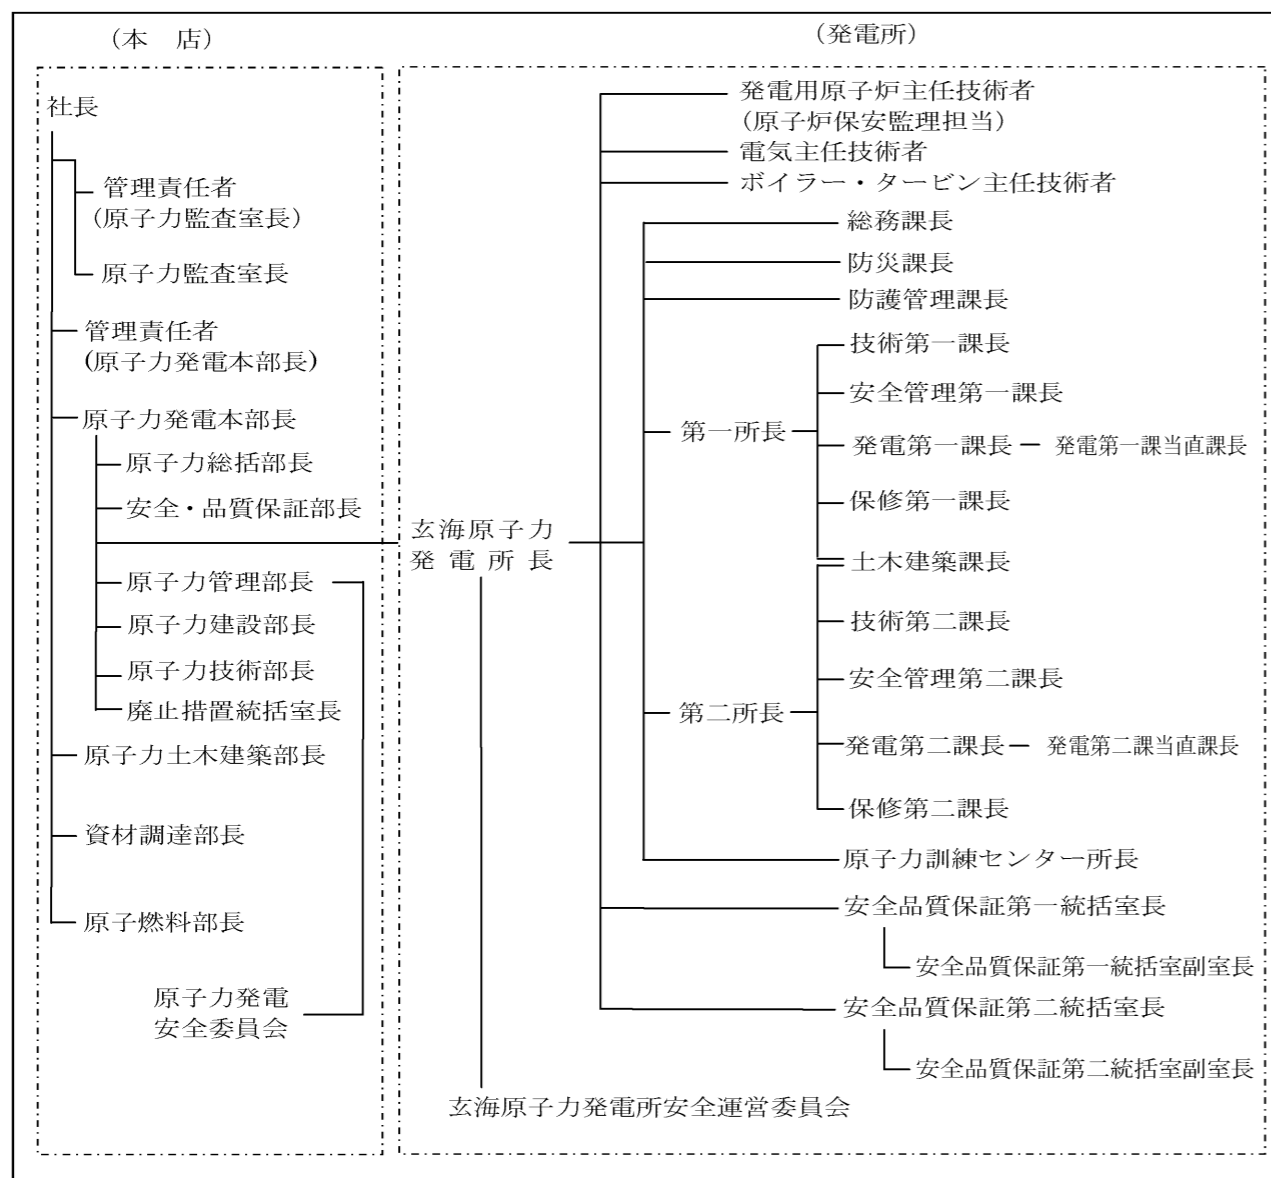 （本　店）
社長
管理責任者
（原子力監査室長）
原子力監査室長
管理責任者
（原子力発電本部長）
原子力発電本部長
原子力総括部長
安全・品質保証部長
原子力管理部長
原子力建設部長
原子力技術部長
廃止措置統括室長
原子力土木建築部長
資材調達部長
原子燃料部長
原子力発電
安全委員会
（発電所）
玄海原子力
発電所長
発電用原子炉主任技術者
（原子炉保安監理担当）
電気主任技術者
ボイラー・タービン主任技術者
総務課長
防災課長
防護管理課長
第一所長
技術第一課長
安全管理第一課長
発電第一課長 発電第一課当直課長
保修第一課長
土木建築課長
第二所長
技術第二課長
安全管理第二課長
発電第二課長 発電第二課当直課長
保修第二課長
原子力訓練センター所長
安全品質保証第一統括室長
安全品質保証第一統括室副室長
安全品質保証第二統括室長
安全品質保証第二統括室副室長
玄海原子力発電所安全運営委員会